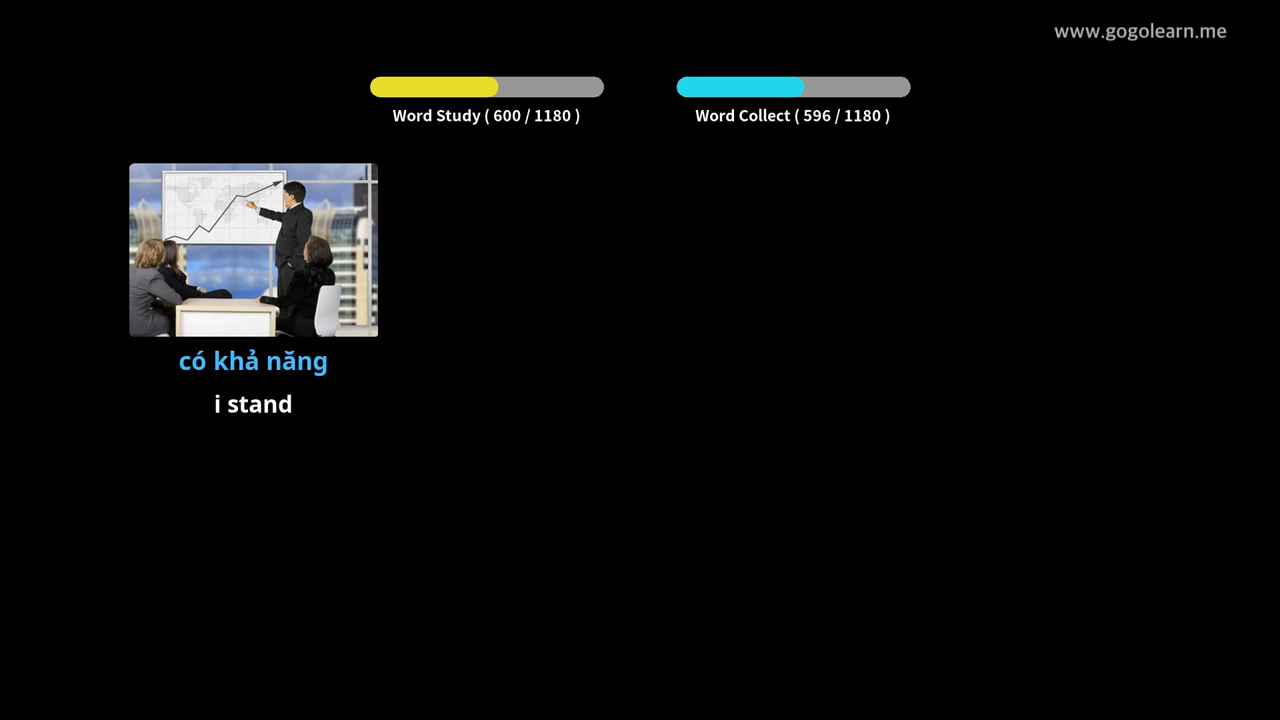 www.gogolearn.me
Word Study ( 600 / 1180 )
Word Collect ( 596 / 1180 )
có khả năng
i stand